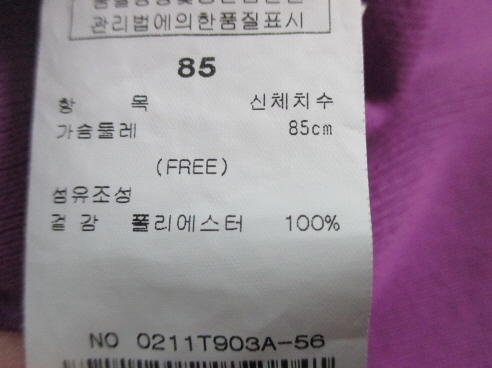 관리법에의한품질표시
85
항 목 신체치수
가슴둘레 85cm
(FREE)
섬유조성
겉 감 폴리에스터 100%
NO 0211T903A-56